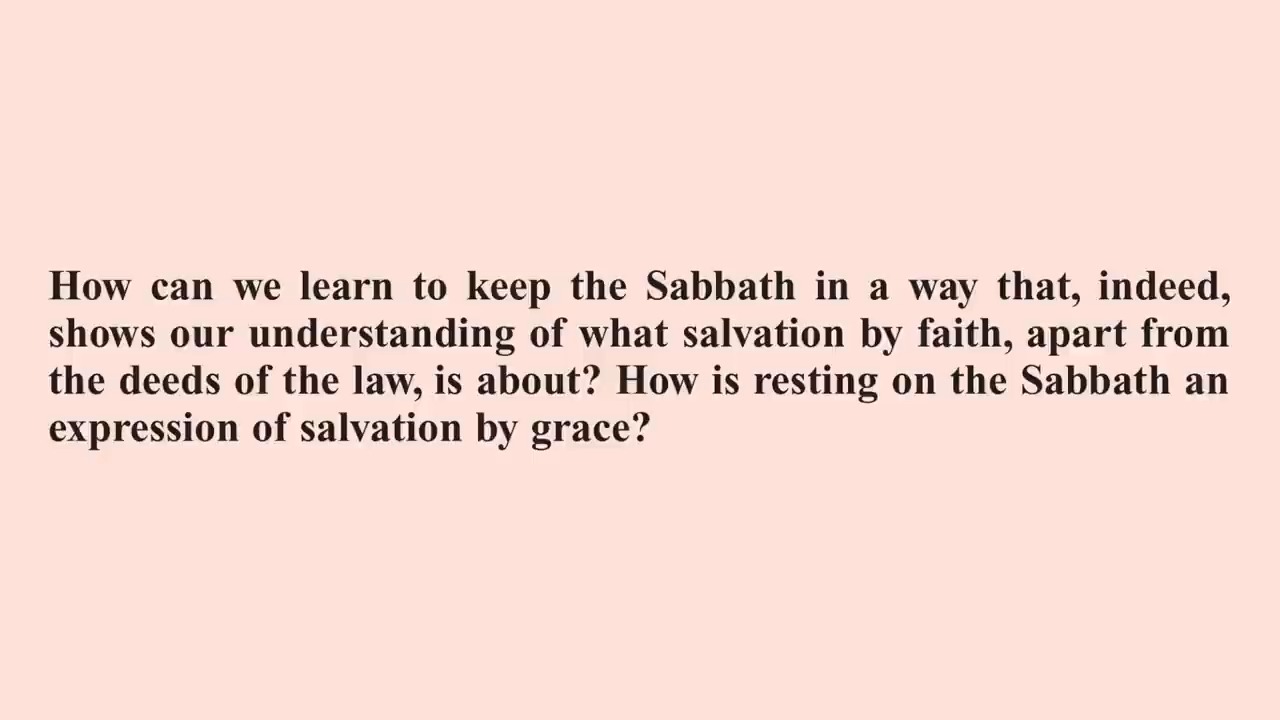 How can we learn to keep the Sabbath in a way that, indeed,
shows our understanding of what salvation by faith, apart from
the deeds of the law, is about? How is resting on the Sabbath an
expression of salvation by grace?